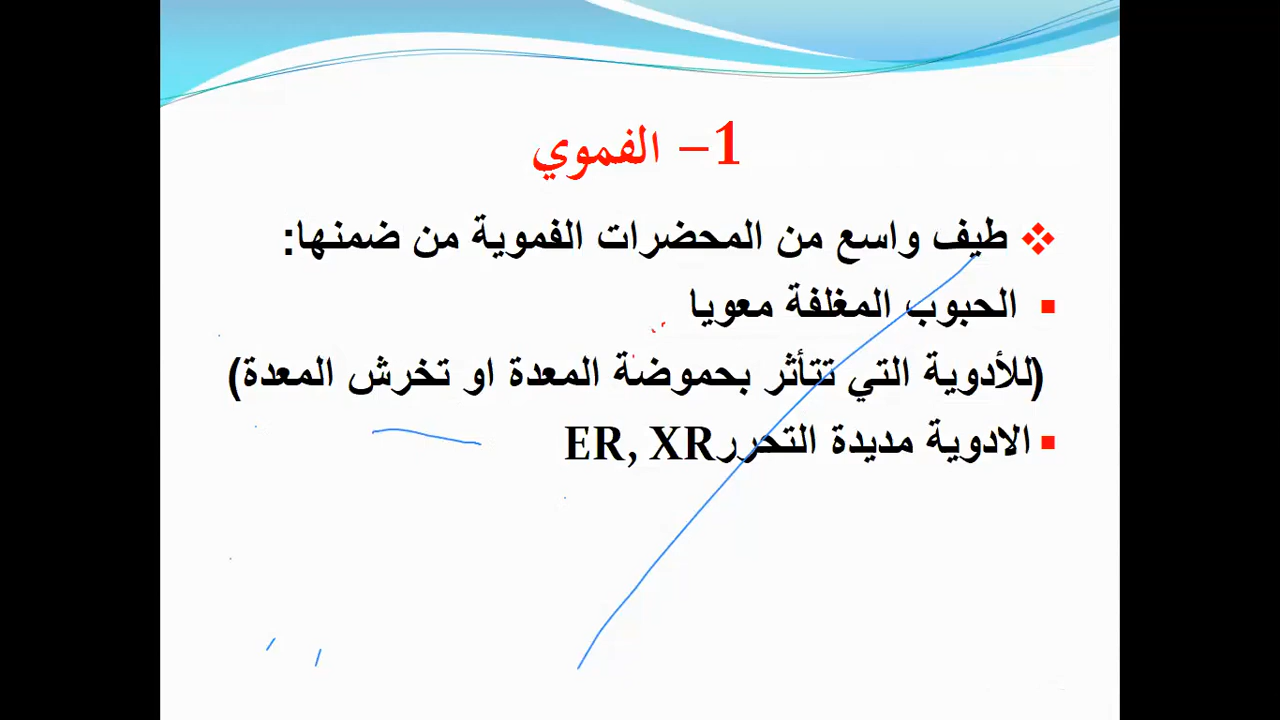 1- الفموي
طيف واسع من المحضرات الفموية من ضمنها:
الحبوب المغلفة معويا
(للأدوية التي تتأثر بحموضة المعدة او تخرش المعدة)
الادوية مديدة التحررER, XR